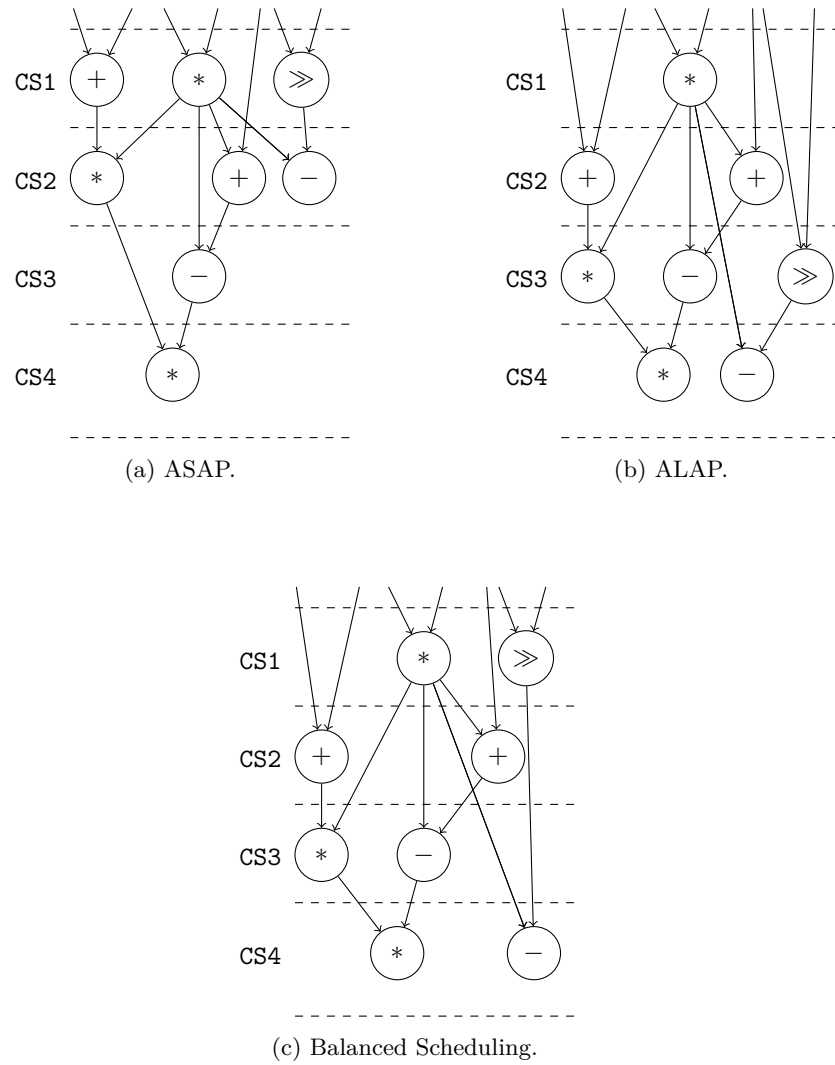 CS1 + * ≫
CS2 * + −
CS3 −
CS4 *
(a) ASAP.
CS1 *
CS2 + +
CS3 * − ≫
CS4 * −
(b) ALAP.
CS1 * ≫
CS2 + +
CS3 * −
CS4 * −
(c) Balanced Scheduling.